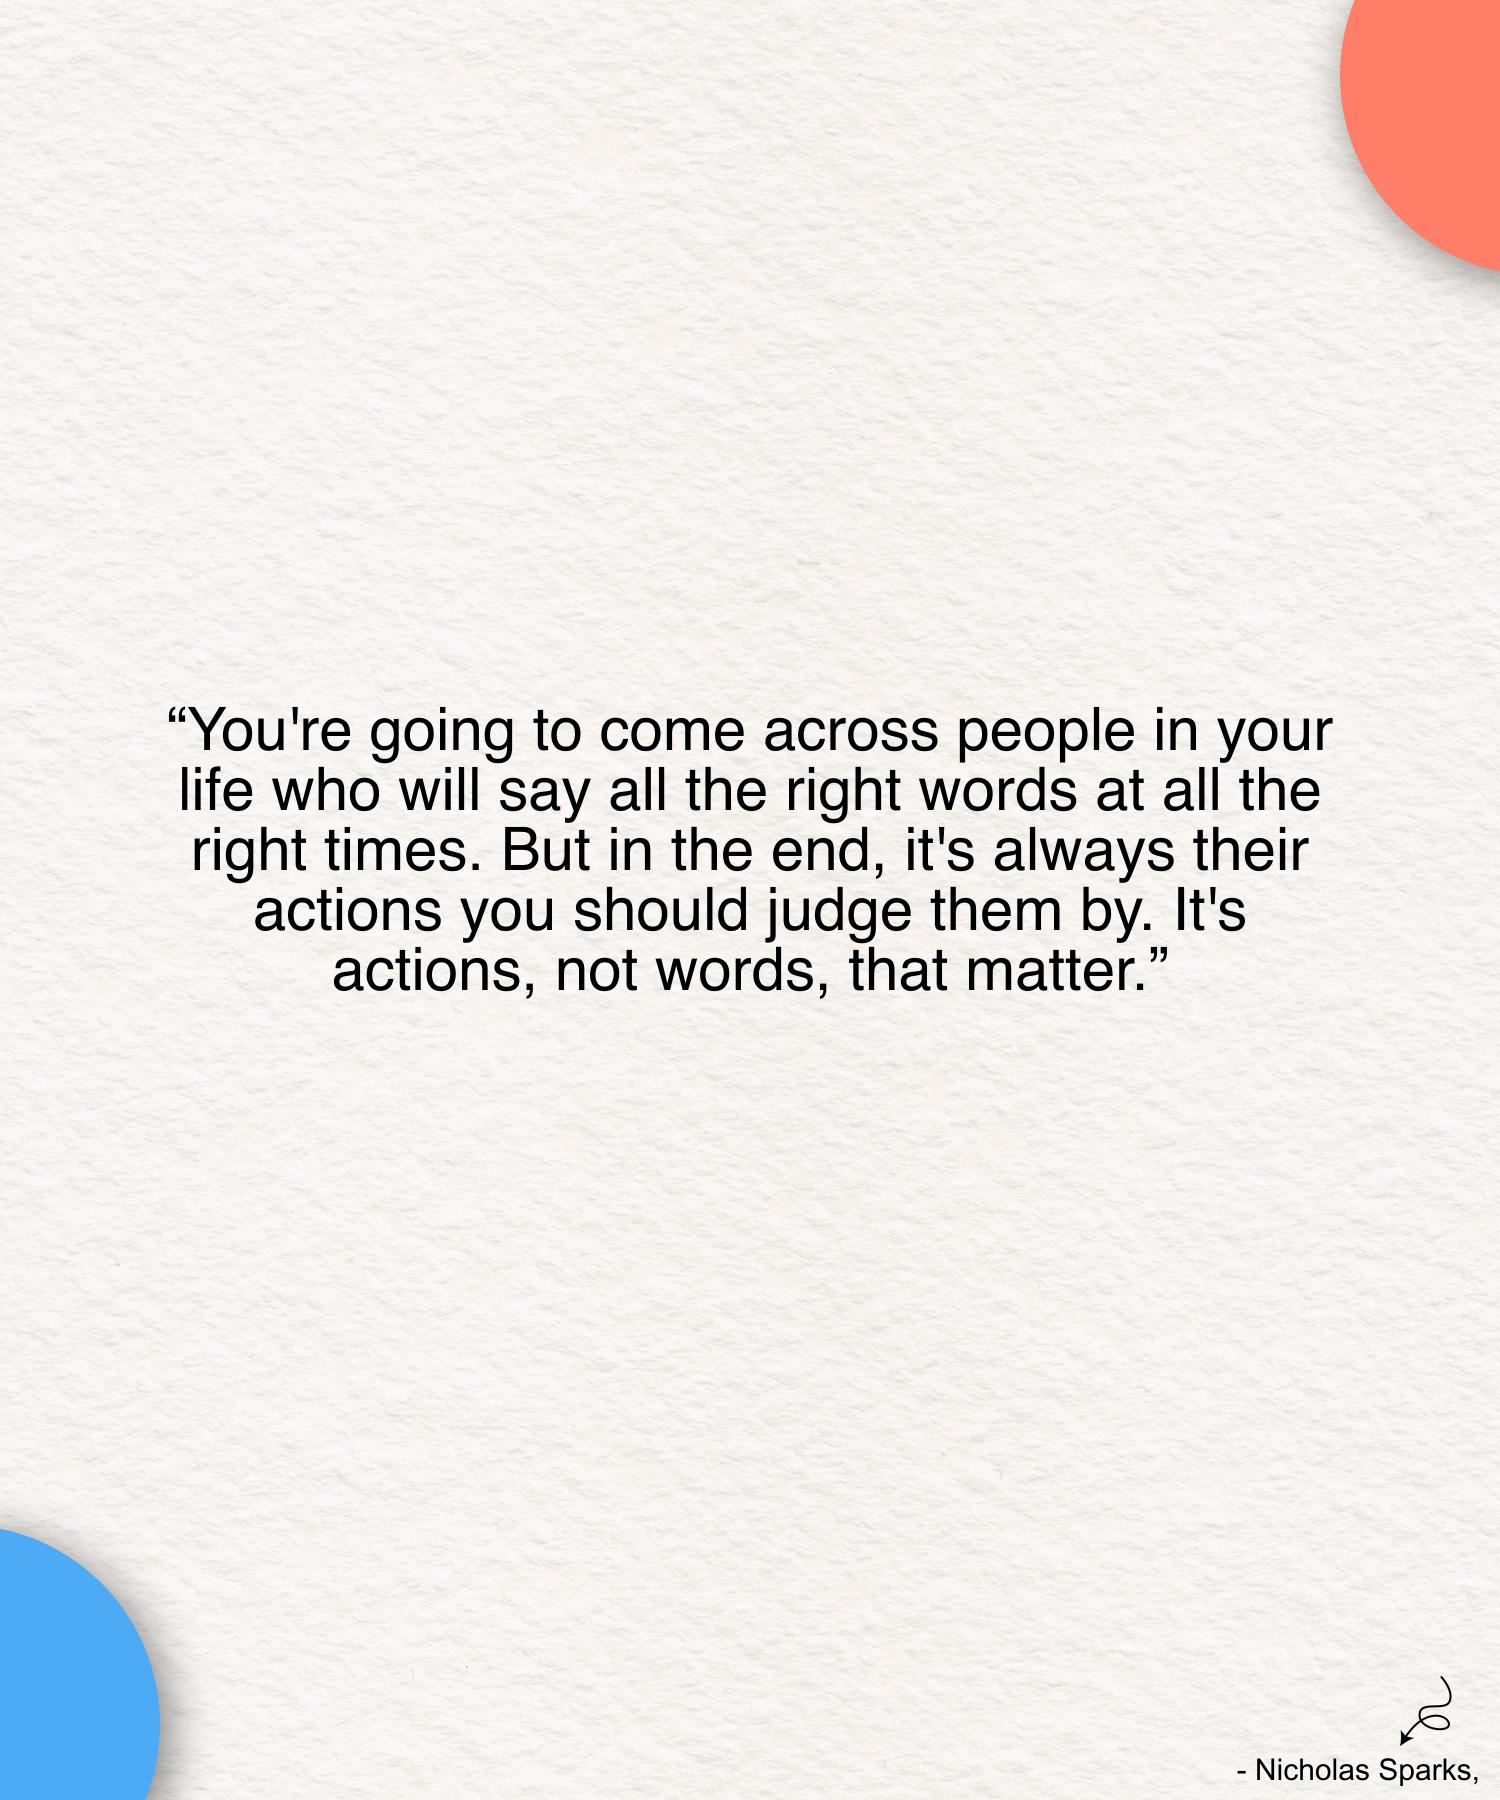 “You're going to come across people in your
life who will say all the right words at all the
right times. But in the end, it's always their
actions you should judge them by. It's
actions, not words, that matter.”
- Nicholas Sparks,